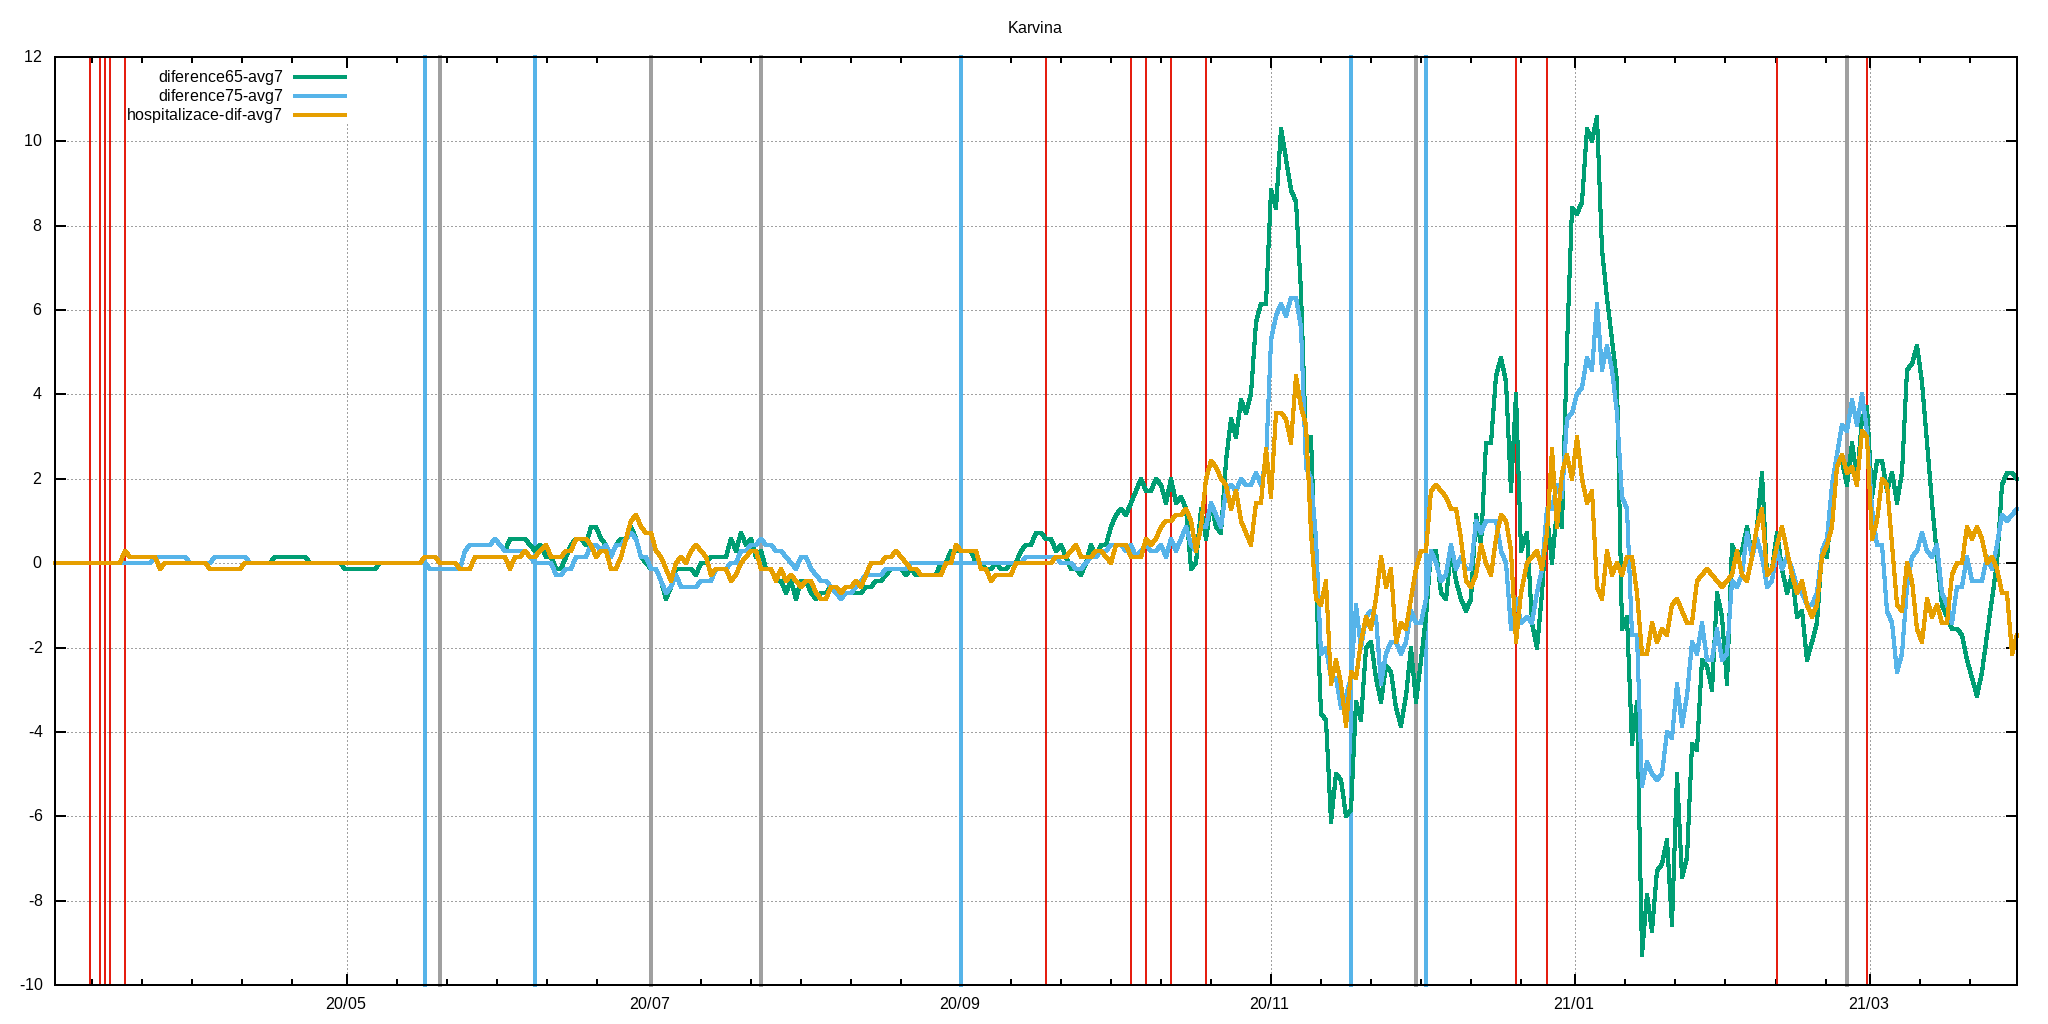 Karvina
diference65-avg7
diference75-avg7
hospitalizace-dif-avg7
12
10
8
6
4
2
0
-2
-4
-6
-8
-10
20/05 20/07 20/09 20/11 21/01 21/03